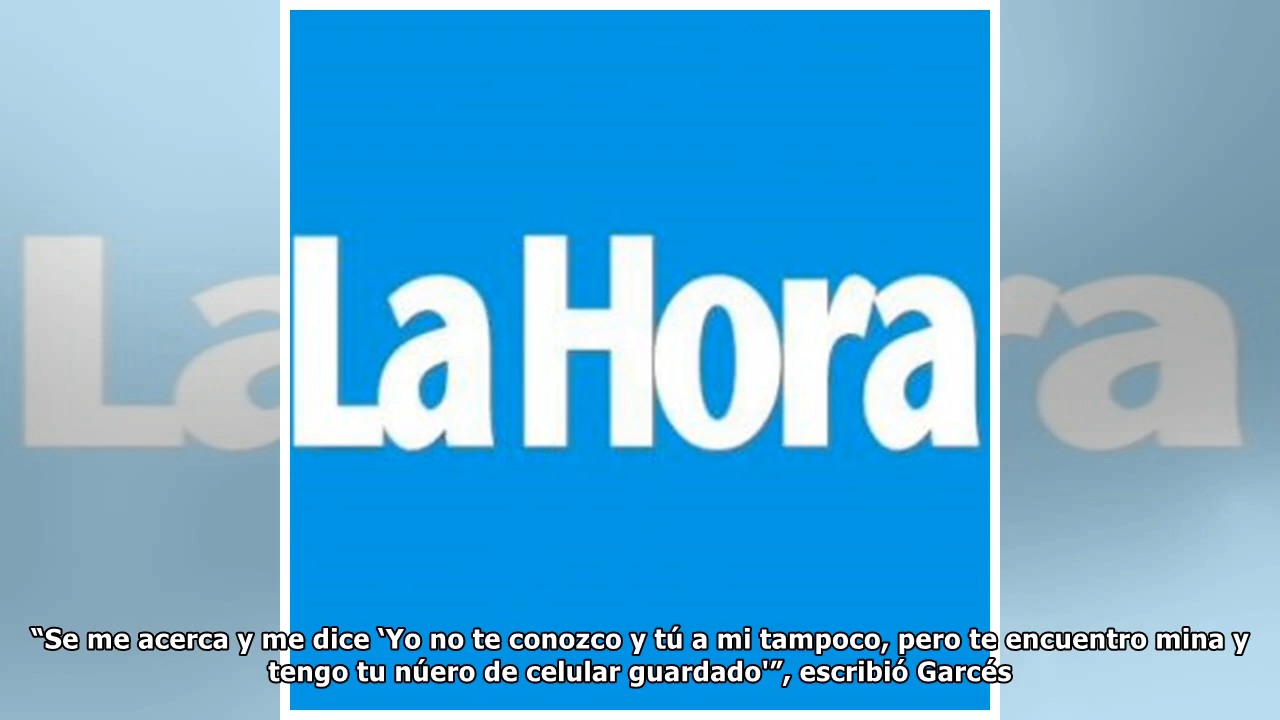 La Hora
“Se me acerca y me dice ‘Yo no te conozco y tú a mi tampoco, pero te encuentro mina y
tengo tu núero de celular guardado'”, escribió Garcés